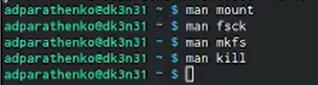 adparathenko@dk3n31 ~ $ man mount
adparathenko@dk3n31 ~ $ man fsck
adparathenko@dk3n31 ~ $ man mkfs
adparathenko@dk3n31 ~ $ man kill
adparathenko@dk3n31 ~ $